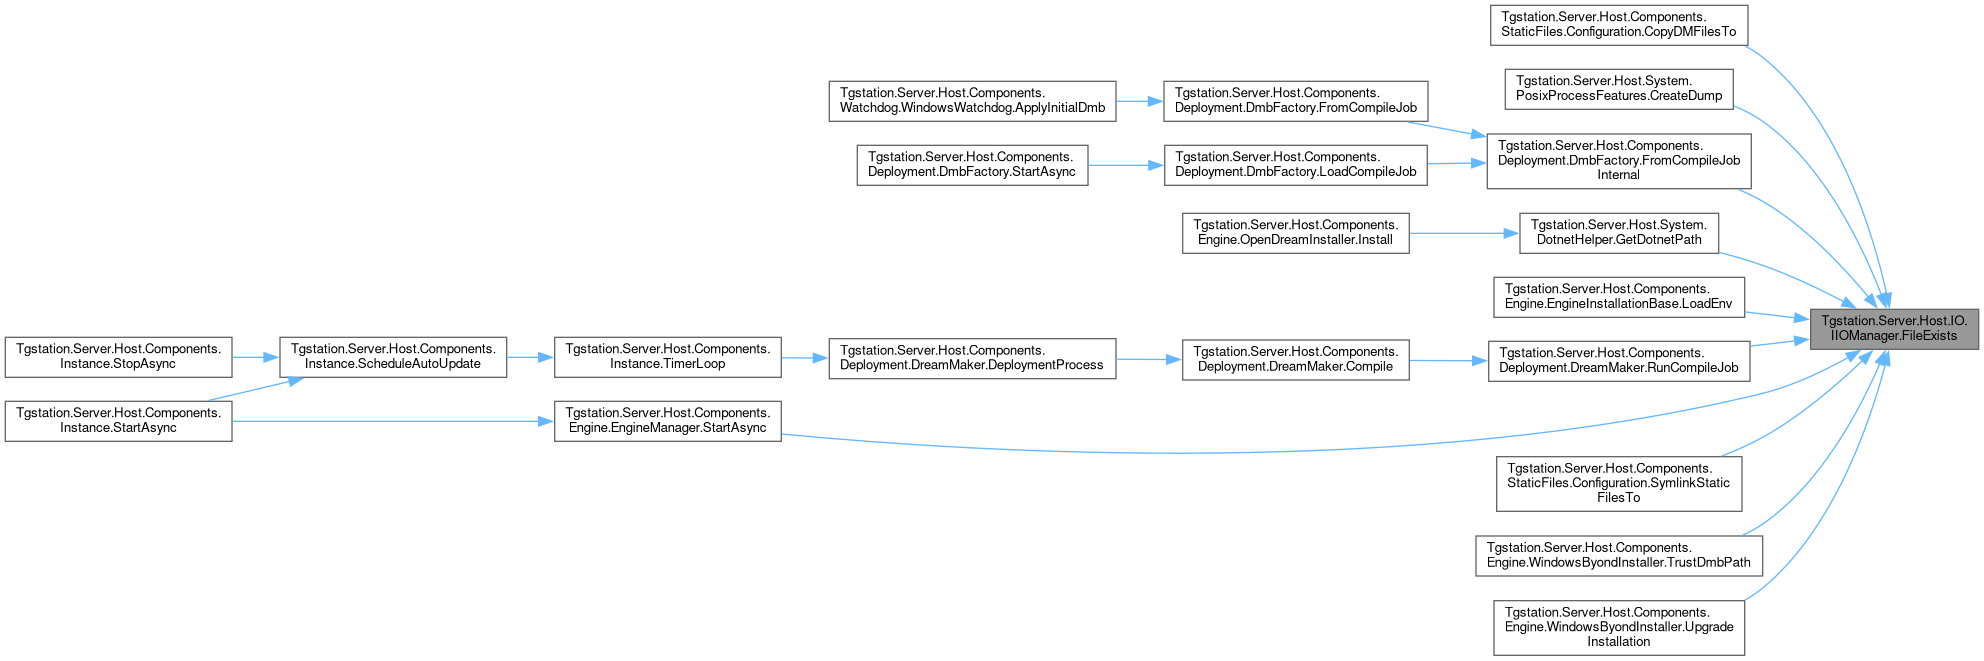 Tgstation.Server.Host.Components.
StaticFiles.Configuration.CopyDMFilesTo
Tgstation.Server.Host.System.
PosixProcessFeatures.CreateDump
Tgstation.Server.Host.Components.
Watchdog.WindowsWatchdog.ApplyInitialDmb
Tgstation.Server.Host.Components.
Deployment.DmbFactory.FromCompileJob
Tgstation.Server.Host.Components.
Deployment.DmbFactory.FromCompileJob
Internal
Tgstation.Server.Host.Components.
Deployment.DmbFactory.StartAsync
Tgstation.Server.Host.Components.
Deployment.DmbFactory.LoadCompileJob
Tgstation.Server.Host.Components.
Engine.OpenDreamInstaller.Install
Tgstation.Server.Host.System.
DotnetHelper.GetDotnetPath
Tgstation.Server.Host.Components.
Engine.EngineInstallationBase.LoadEnv
Tgstation.Server.Host.IO.
IIOManager.FileExists
Tgstation.Server.Host.Components.
Instance.StopAsync
Tgstation.Server.Host.Components.
Instance.ScheduleAutoUpdate
Tgstation.Server.Host.Components.
Instance.TimerLoop
Tgstation.Server.Host.Components.
Deployment.DreamMaker.DeploymentProcess
Tgstation.Server.Host.Components.
Deployment.DreamMaker.Compile
Tgstation.Server.Host.Components.
Deployment.DreamMaker.RunCompileJob
Tgstation.Server.Host.Components.
Instance.StartAsync
Tgstation.Server.Host.Components.
Engine.EngineManager.StartAsync
Tgstation.Server.Host.Components.
StaticFiles.Configuration.SymlinkStatic
FilesTo
Tgstation.Server.Host.Components.
Engine.WindowsByondInstaller.TrustDmbPath
Tgstation.Server.Host.Components.
Engine.WindowsByondInstaller.Upgrade
Installation